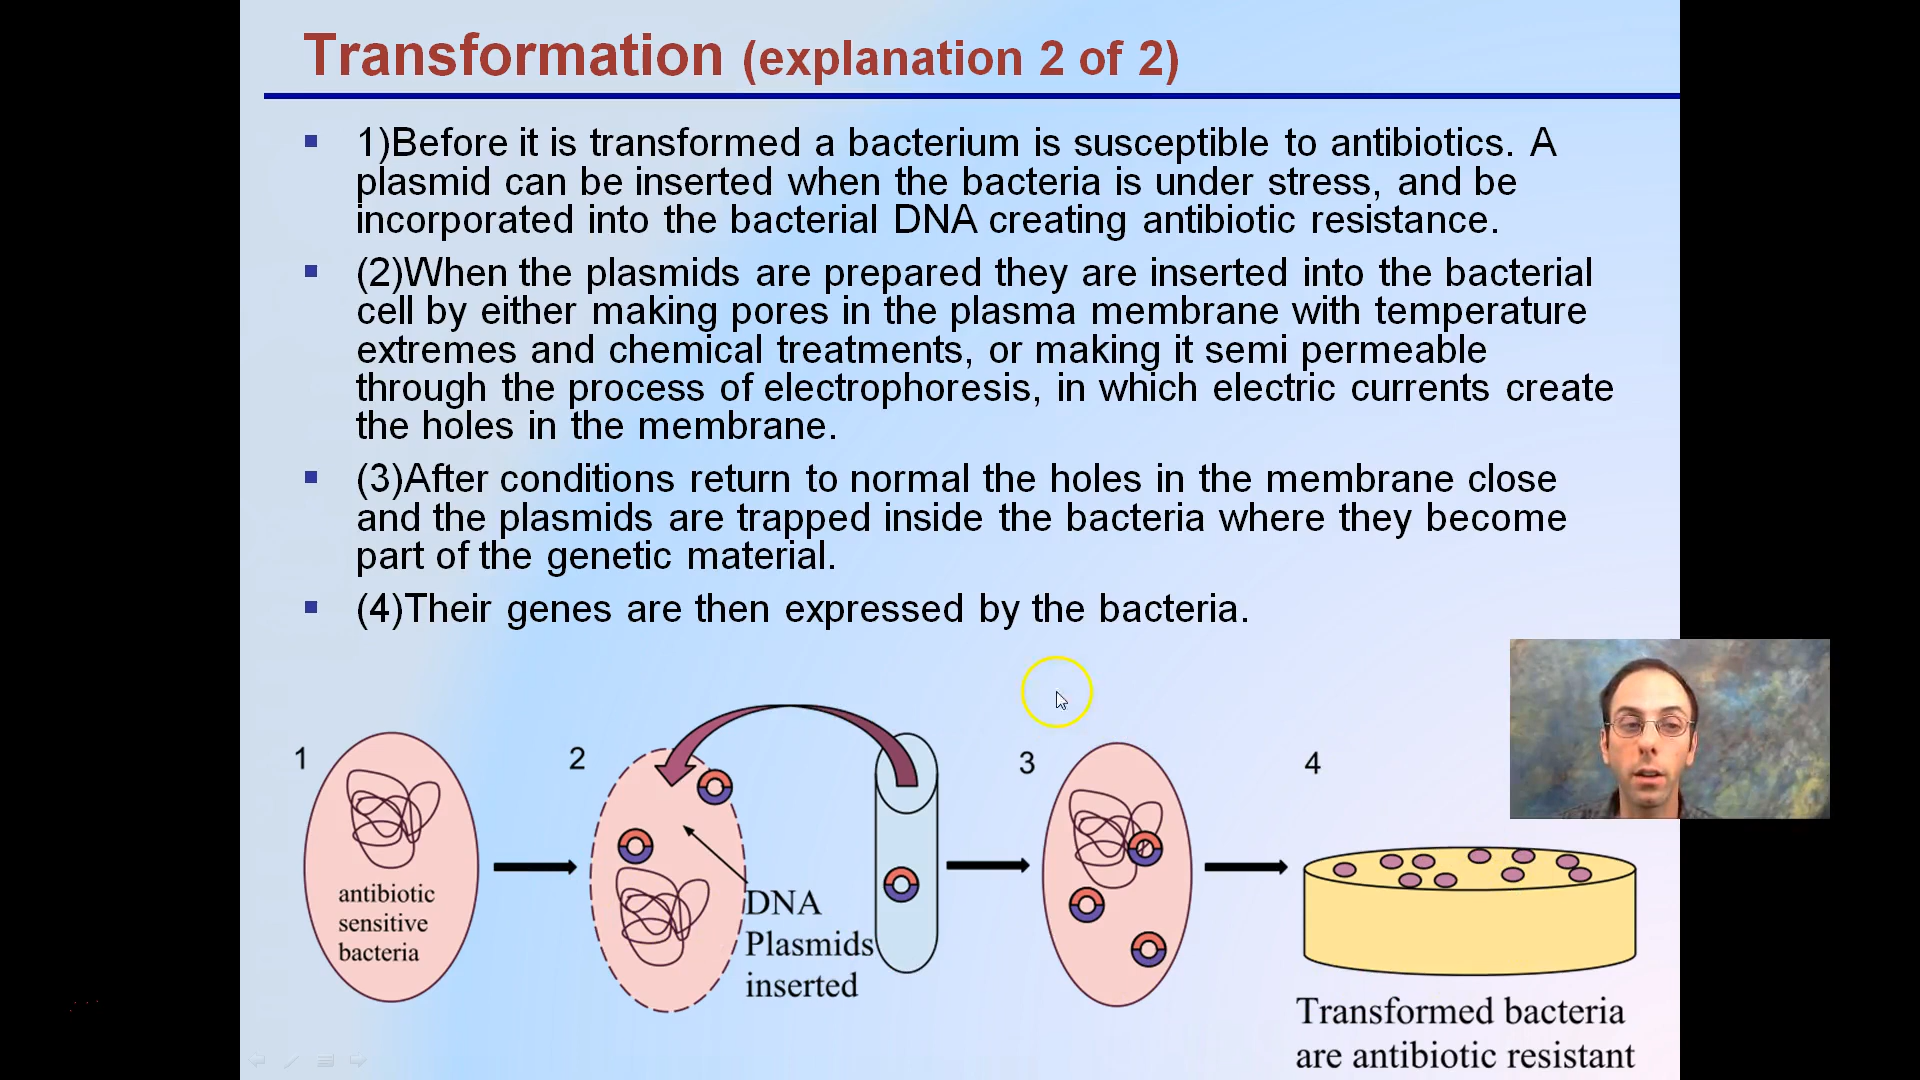 Transformation (explanation 2 of 2)
1)Before it is transformed a bacterium is susceptible to antibiotics. A
plasmid can be inserted when the bacteria is under stress, and be
incorporated into the bacterial DNA creating antibiotic resistance.
(2)When the plasmids are prepared they are inserted into the bacterial
cell by either making pores in the plasma membrane with temperature
extremes and chemical treatments, or making it semi permeable
through the process of electrophoresis, in which electric currents create
the holes in the membrane.
(3)After conditions return to normal the holes in the membrane close
and the plasmids are trapped inside the bacteria where they become
part of the genetic material.
(4)Their genes are then expressed by the bacteria.
1
antibiotic
sensitive
bacteria
2
DNA
Plasmids
inserted
3
4
Transformed bacteria
are antibiotic resistant